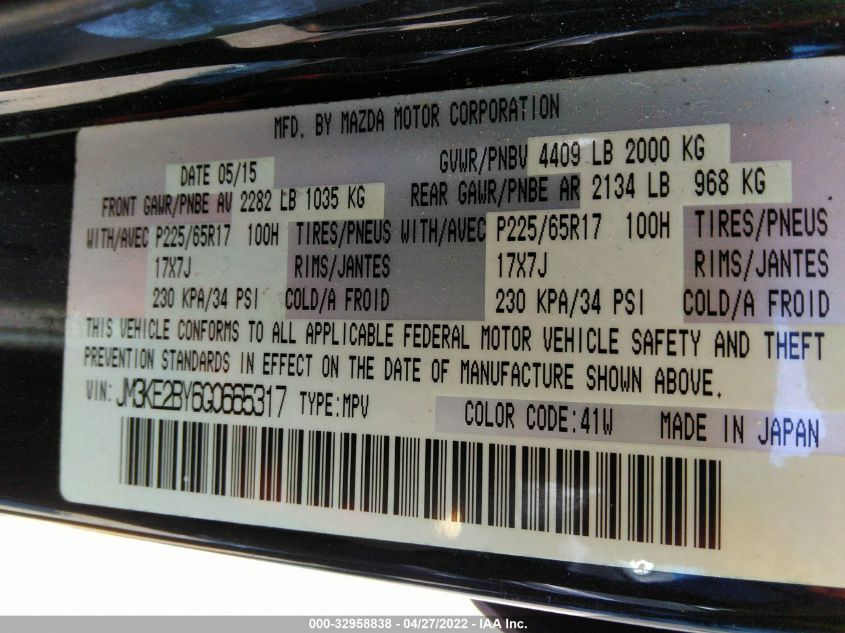 MFD. BY MAZDA MOTOR CORPORATION
DATE 05/15 GVWR/PNBV 4409 LB 2000 KG
FRONT GAWR/PNBE AV 2282 LB 1035 KG REAR GAWR/PNBE AR 2134 LB 968 KG
WITH/AVEC P225/65R17 100H TIRES/PNEUS WITH/AVEC P225/65R17 100H TIRES/PNEUS
17X7J RIMS/JANTES 17X7J RIMS/JANTES
230 KPA/34 PSI COLD/A FROID 230 KPA/34 PSI COLD/A FROID
THIS VEHICLE CONFORMS TO ALL APPLICABLE FEDERAL MOTOR VEHICLE SAFETY AND THEFT
PREVENTION STANDARDS IN EFFECT ON THE DATE OF MANUFACTURE SHOWN ABOVE.
VIN: JM3KE2BY6G0665317 TYPE:MPV COLOR CODE:41W MADE IN JAPAN
000-32958838 - 04/27/2022 - IAA Inc.